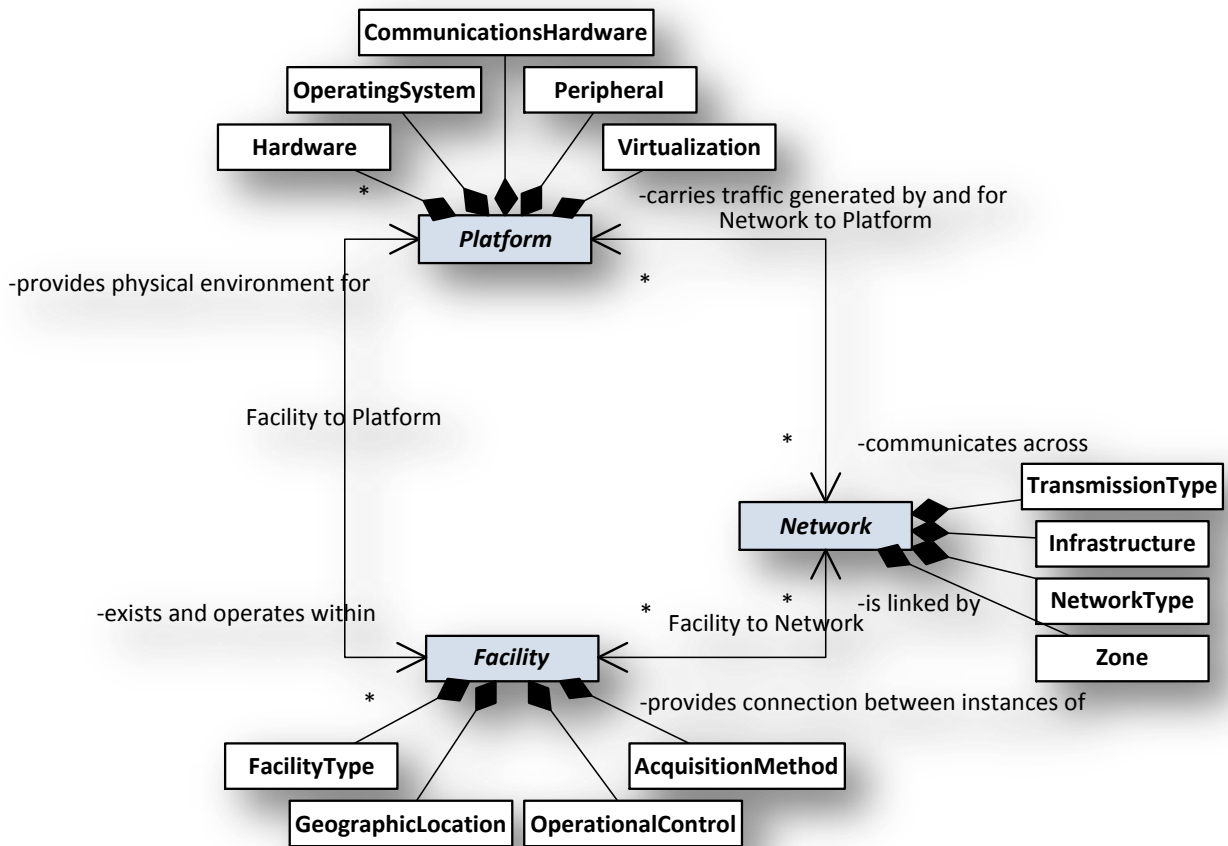 CommunicationsHardware
OperatingSystem
Peripheral
Hardware
Virtualization
*
-carries traffic generated by and for
Network to Platform
Platform
-provides physical environment for
*
Facility to Platform
*
-communicates across
TransmissionType
Network
Infrastructure
NetworkType
-exists and operates within
*
*
-is linked by
Facility to Network
Zone
Facility
*
-provides connection between instances of
FacilityType
AcquisitionMethod
GeographicLocation
OperationalControl